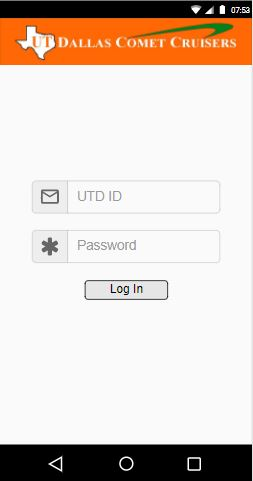 07:53
UT DALLAS COMET CRUISERS
UTD ID
Password
Log In